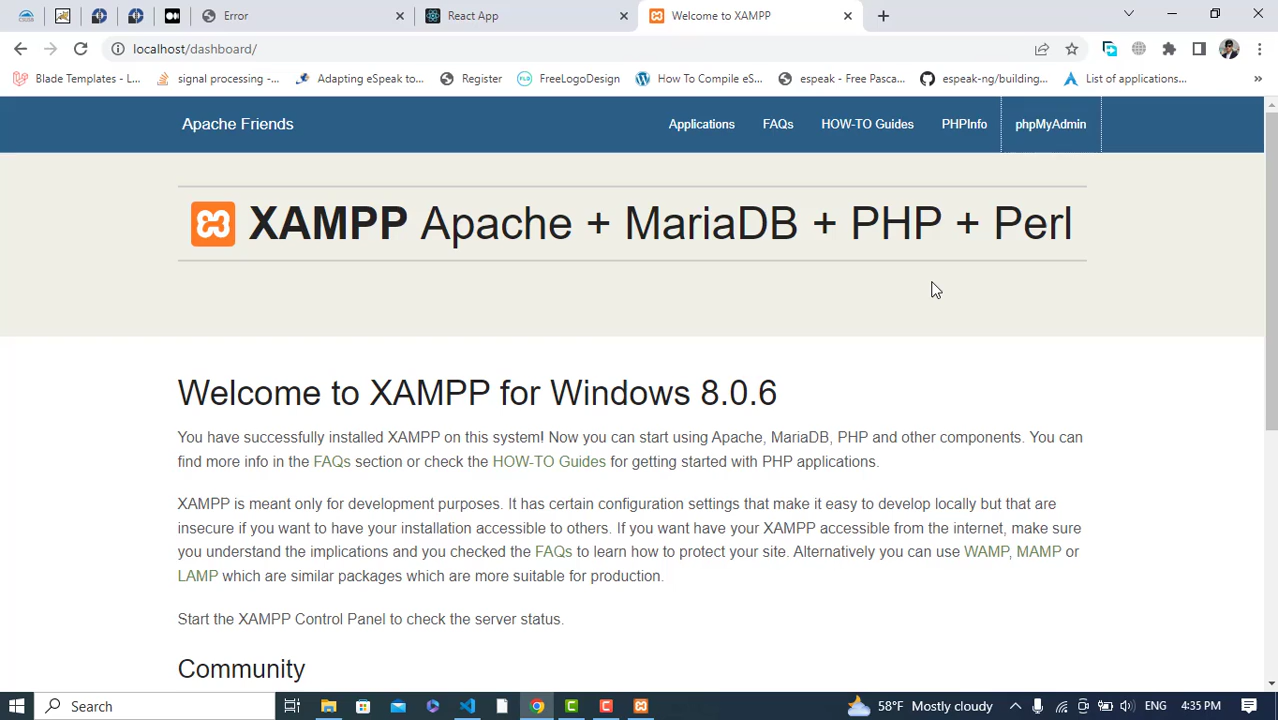 Error
React App
Welcome to XAMPP
localhost/dashboard/
Blade Templates - L...
signal processing -...
Adapting eSpeak to...
Register
FreeLogoDesign
How To Compile eS...
espeak - Free Pasca...
espeak-ng/building...
List of applications...
»
Apache Friends
Applications
FAQs
HOW-TO Guides
PHPInfo
phpMyAdmin
XAMPP Apache + MariaDB + PHP + Perl
Welcome to XAMPP for Windows 8.0.6
You have successfully installed XAMPP on this system! Now you can start using Apache, MariaDB, PHP and other components. You can
find more info in the FAQs section or check the HOW-TO Guides for getting started with PHP applications.
XAMPP is meant only for development purposes. It has certain configuration settings that make it easy to develop locally but that are
insecure if you want to have your installation accessible to others. If you want have your XAMPP accessible from the internet, make sure
you understand the implications and you checked the FAQs to learn how to protect your site. Alternatively you can use WAMP, MAMP or
LAMP which are similar packages which are more suitable for production.
Start the XAMPP Control Panel to check the server status.
Community
Search
58°F Mostly cloudy
ENG
4:35 PM